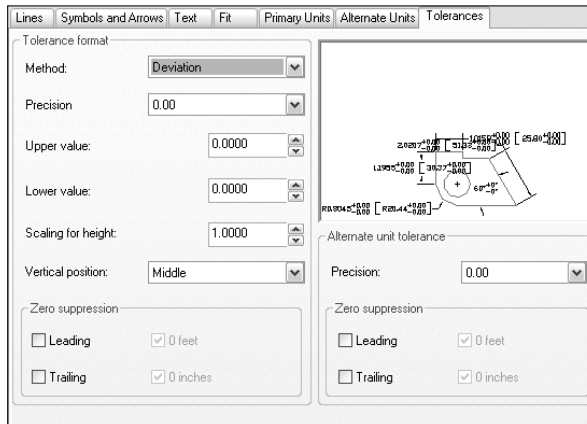 Lines Symbols and Arrows Text Fit Primary Units Alternate Units Tolerances
Tolerance format
Method: Deviation
Precision 0.00
Upper value: 0.0000
Lower value: 0.0000
Scaling for height: 1.0000
Vertical position: Middle
Zero suppression
Leading 0 feet
Trailing 0 inches
Alternate unit tolerance
Precision: 0.00
Zero suppression
Leading 0 feet
Trailing 0 inches